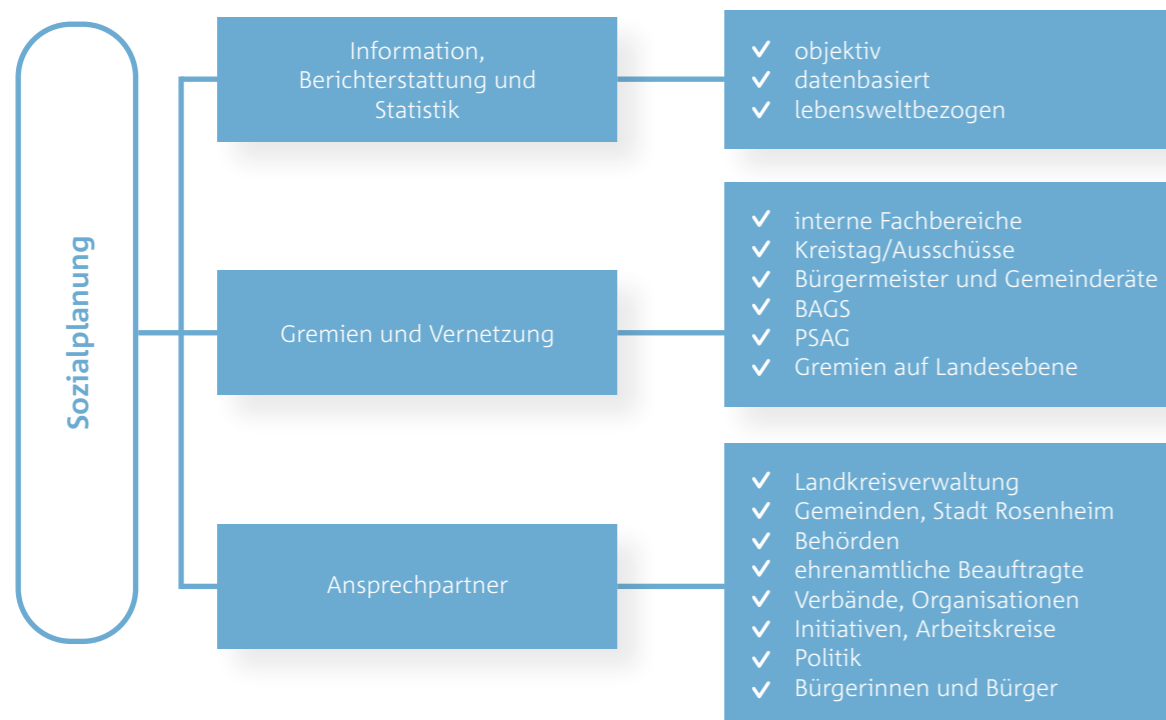 Sozialplanung
Information,
Berichterstattung und
Statistik
objektiv
datenbasiert
lebensweltbezogen
Gremien und Vernetzung
interne Fachbereiche
Kreistag/Ausschüsse
Bürgermeister und Gemeinderäte
BAGS
PSAG
Gremien auf Landesebene
Ansprechpartner
Landkreisverwaltung
Gemeinden, Stadt Rosenheim
Behörden
ehrenamtliche Beauftragte
Verbände, Organisationen
Initiativen, Arbeitskreise
Politik
Bürgerinnen und Bürger